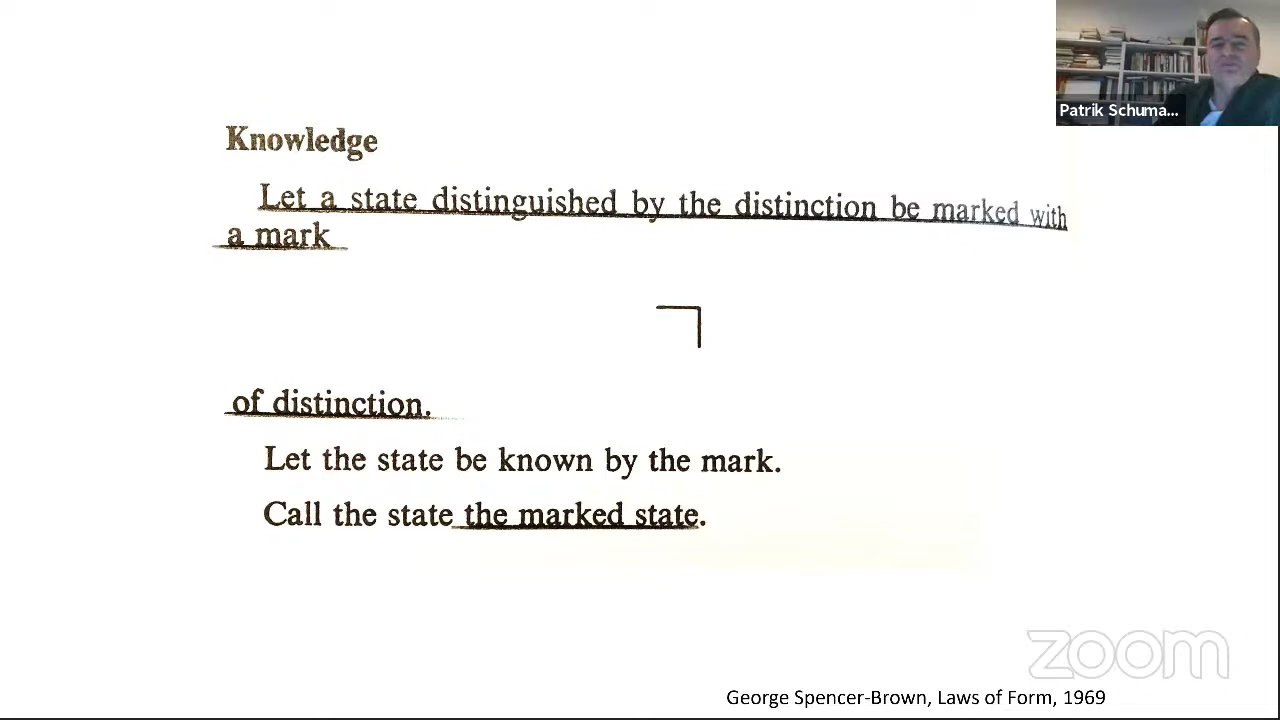 Patrik Schuma...
Knowledge
Let a state distinguished by the distinction be marked with
a mark
of distinction.
Let the state be known by the mark.
Call the state the marked state.
zoom
George Spencer-Brown, Laws of Form, 1969